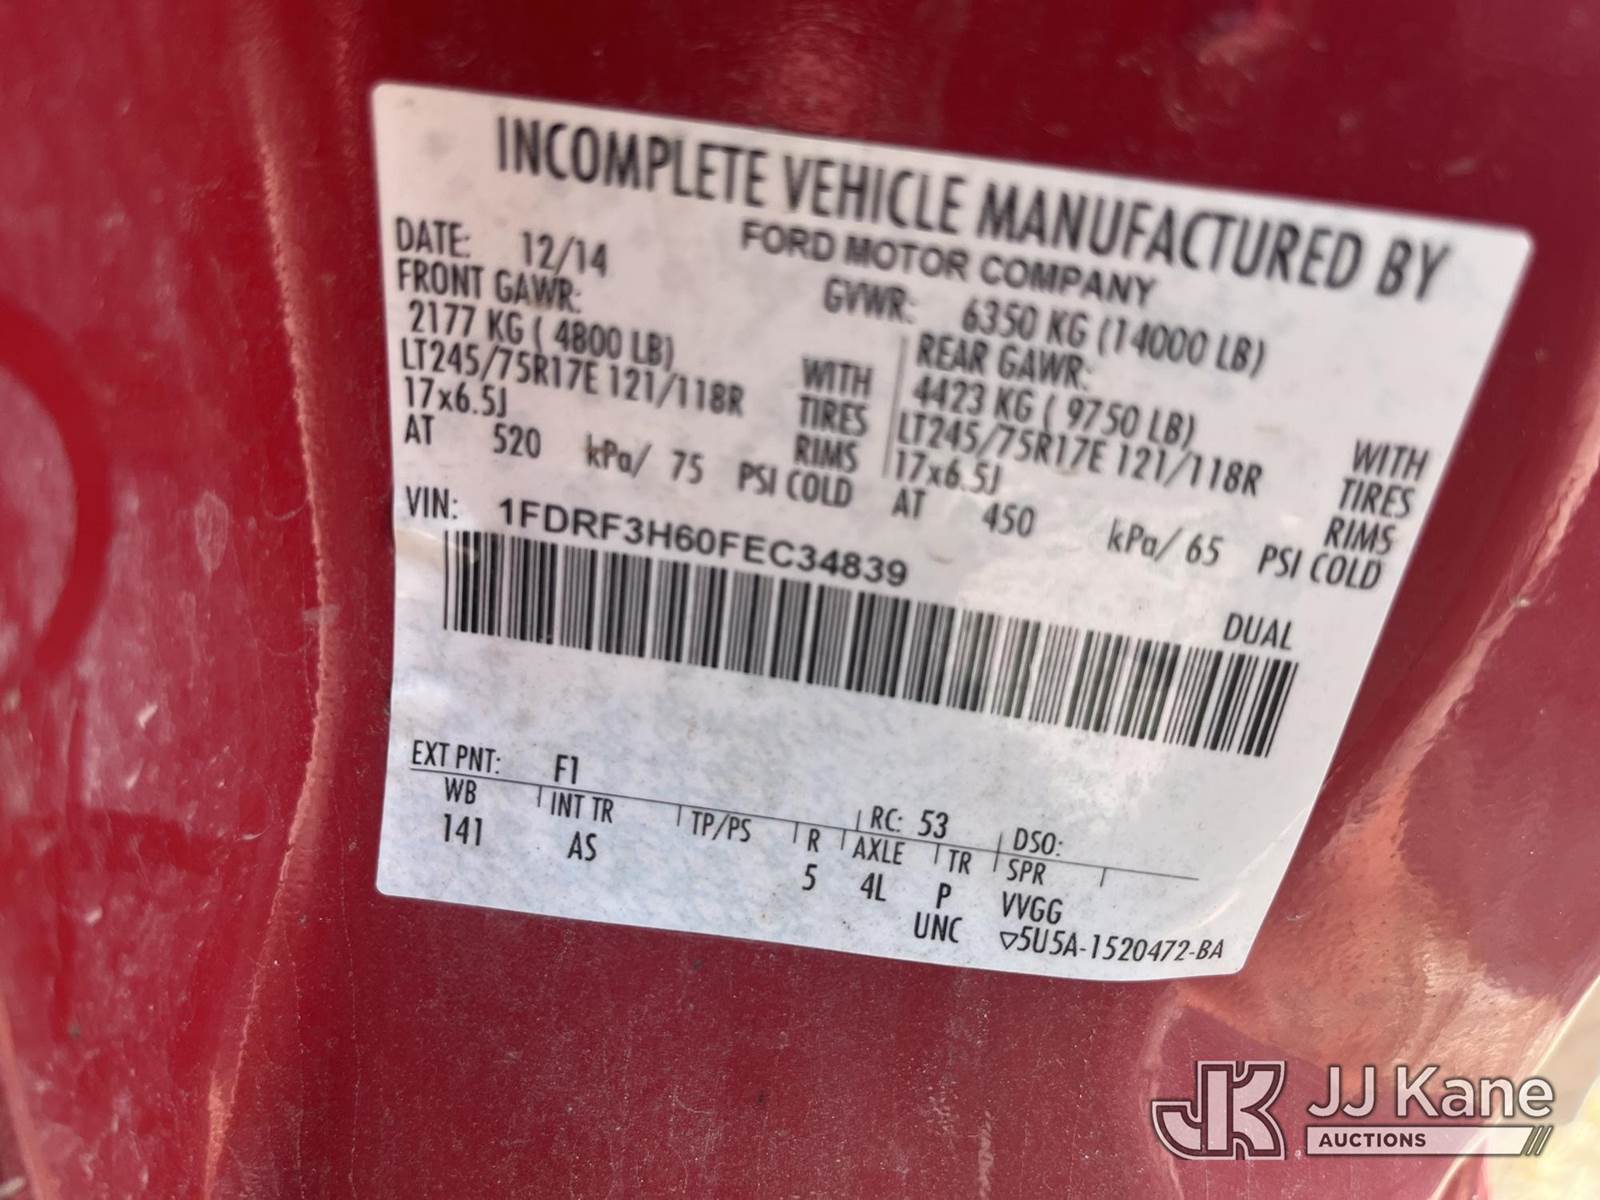 INCOMPLETE VEHICLE MANUFACTURED BY
FORD MOTOR COMPANY
DATE: 12/14 GVWR: 6350 KG (14000 LB)
FRONT GAWR: REAR GAWR:
2177 KG ( 4800 LB) WITH 4423 KG ( 9750 LB) WITH
LT245/75R17E 121/118R TIRES LT245/75R17E 121/118R TIRES
17x6.5J RIMS 17x6.5J RIMS
AT 520 kPa/ 75 PSI COLD AT 450 kPa/ 65 PSI COLD
VIN: 1FDRF3H60FEC34839
DUAL
EXT PNT: F1 RC: 53 DSO:
WB INT TR TP/PS R AXLE TR SPR
141 AS 5 4L P VVGG
UNC ▽5U5A-1520472-BA
JK JJ Kane
AUCTIONS